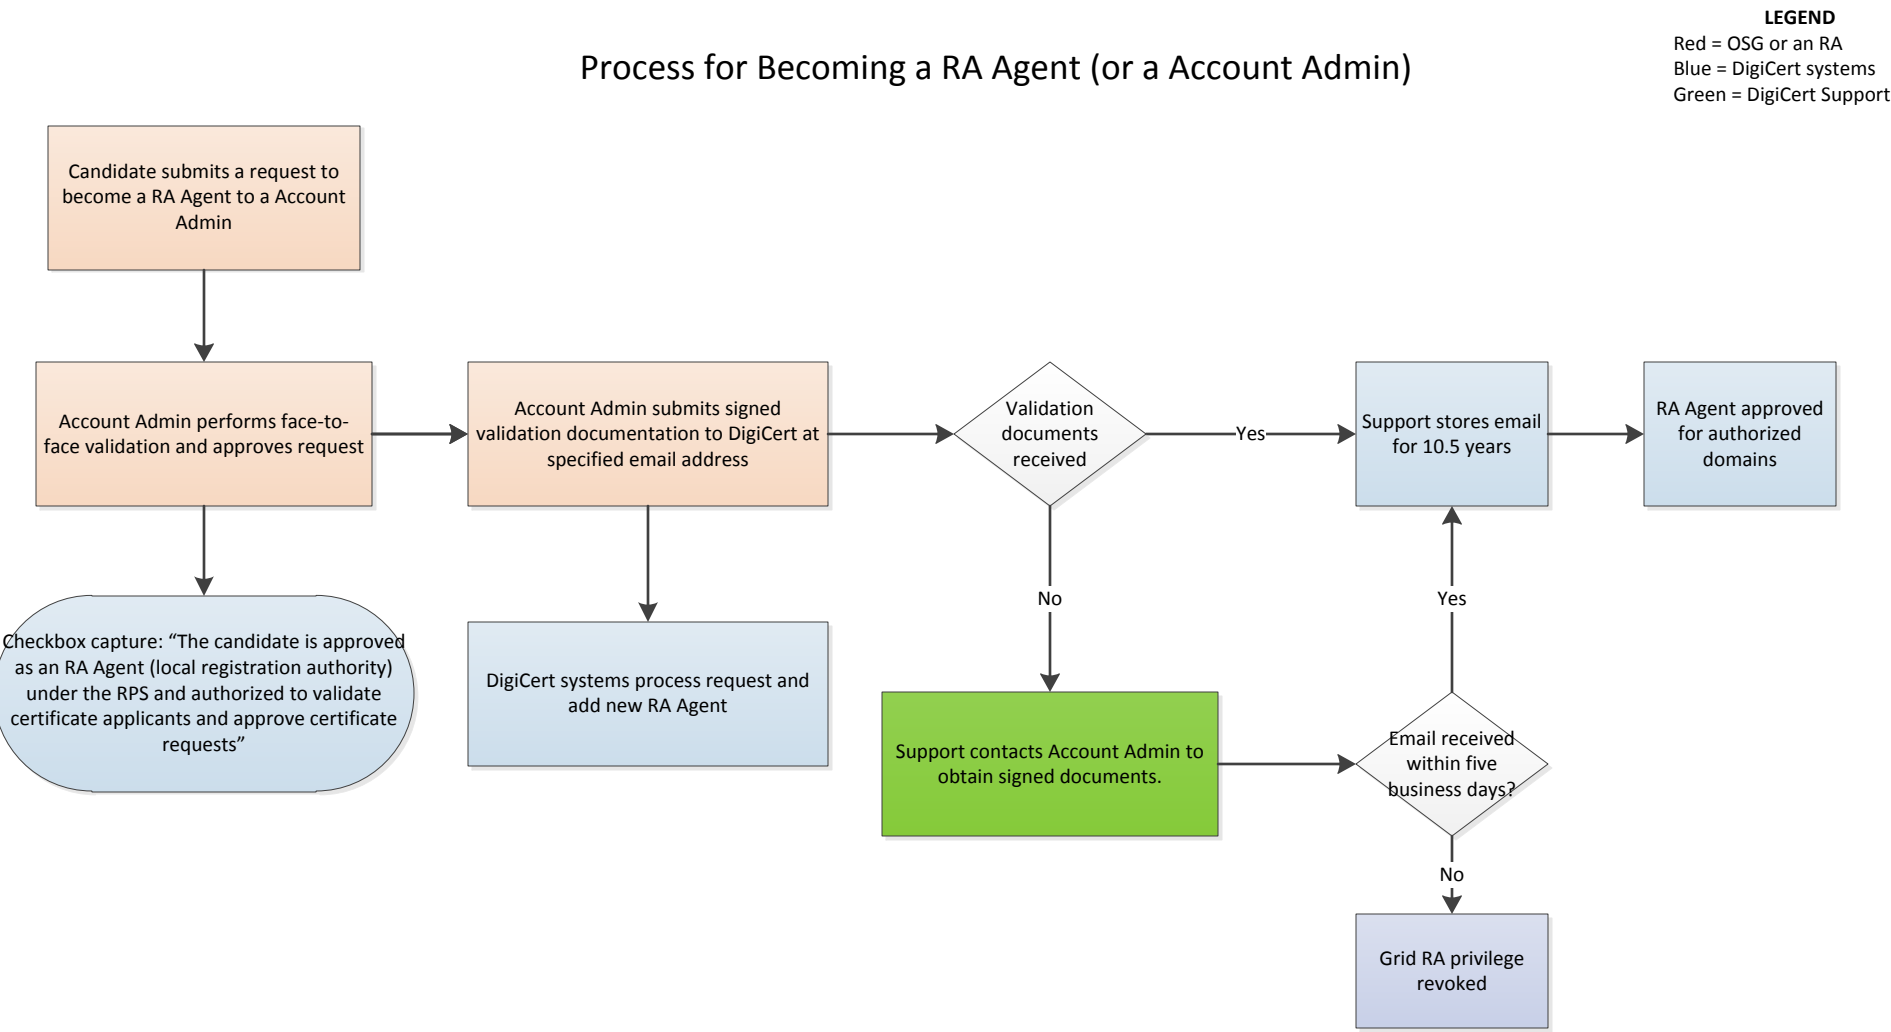 LEGEND
Red = OSG or an RA
Blue = DigiCert systems
Green = DigiCert Support
Process for Becoming a RA Agent (or a Account Admin)
Candidate submits a request to
become a RA Agent to a Account
Admin
Account Admin performs face-to-
face validation and approves request
Account Admin submits signed
validation documentation to DigiCert at
specified email address
Validation
documents
received
Yes
Support stores email
for 10.5 years
RA Agent approved
for authorized
domains
No
Yes
Checkbox capture: “The candidate is approved
as an RA Agent (local registration authority)
under the RPS and authorized to validate
certificate applicants and approve certificate
requests”
DigiCert systems process request and
add new RA Agent
Support contacts Account Admin to
obtain signed documents.
Email received
within five
business days?
No
Grid RA privilege
revoked